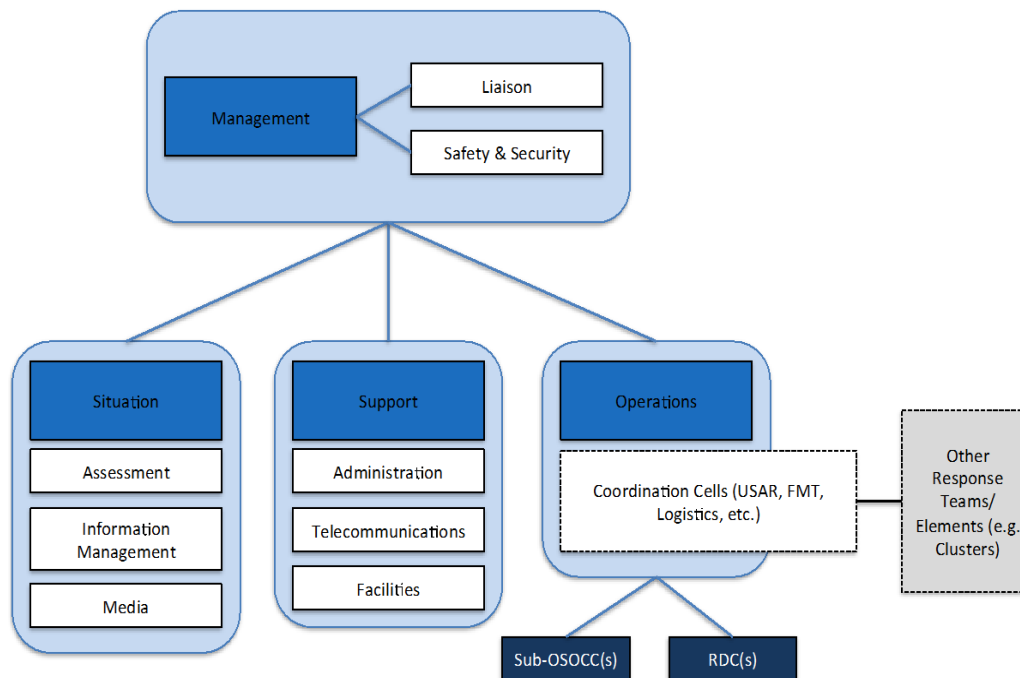 Management
Liaison
Safety & Security
Situation
Assessment
Information
Management
Media
Support
Administration
Telecommunications
Facilities
Operations
Coordination Cells (USAR, FMT,
Logistics, etc.)
Other
Response
Teams/
Elements (e.g.
Clusters)
Sub-OSOCC(s)
RDC(s)